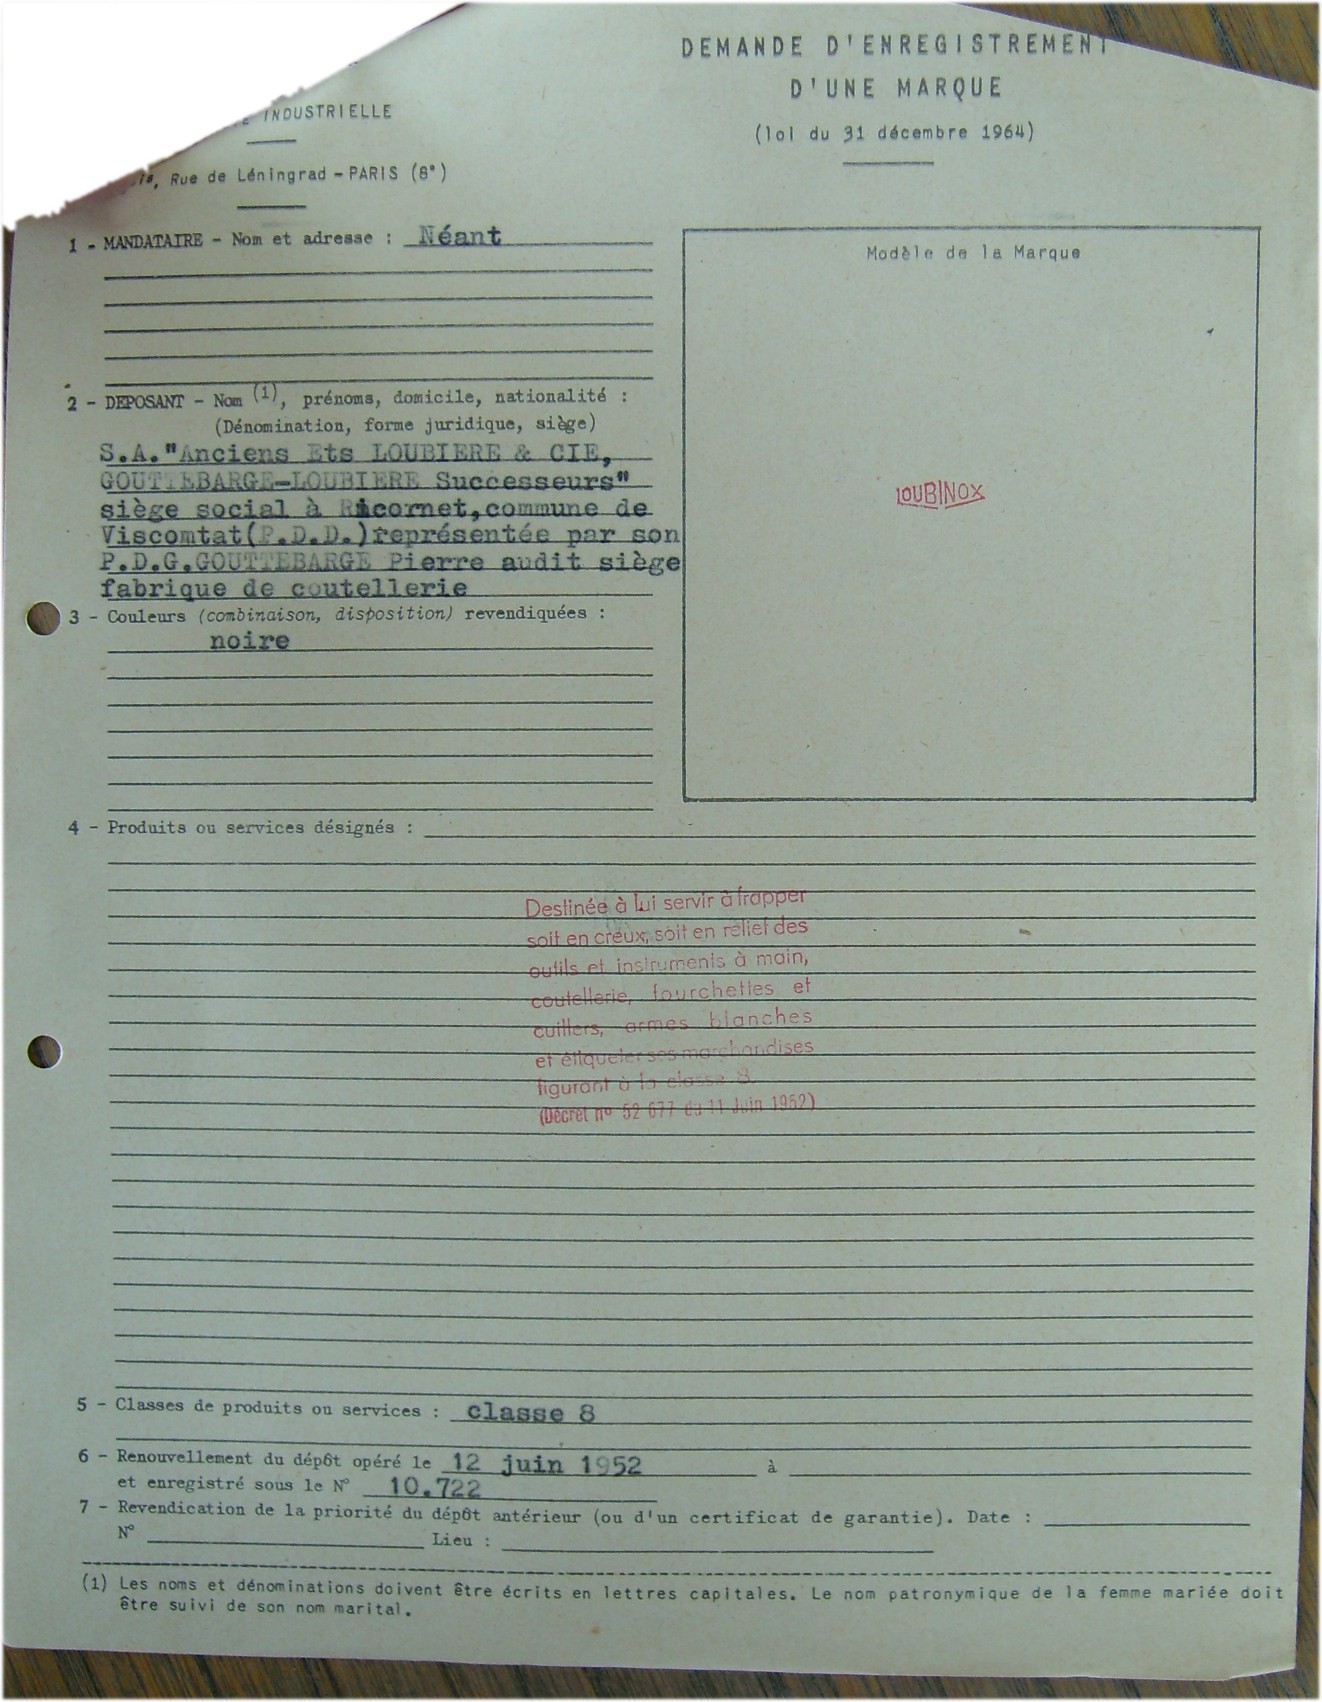 DEMANDE D'ENREGISTREMENT
D'UNE MARQUE
(loi du 31 décembre 1964)
INDUSTRIELLE
Rue de Léningrad - PARIS (8°)
1 - MANDATAIRE - Nom et adresse : Néant
Modèle de la Marque
LOUBINOX
2 - DEPOSANT - Nom (1), prénoms, domicile, nationalité :
(Dénomination, forme juridique, siège)
S.A."Anciens Ets LOUBIERE & CIE,
GOUTTEBARGE-LOUBIERE Successeurs"
siège social à Ricornet,commune de
Viscomtat(P.D.D.)représentée par son
P.D.G.GOUTTEBARGE Pierre audit siège
fabrique de coutellerie
3 - Couleurs (combinaison, disposition) revendiquées :
noire
4 - Produits ou services désignés :
Destinée à lui servir à frapper
soit en creux, soit en relief des
outils et instruments à main,
coutellerie, fourchettes et
cuillers, armes blanches
et étiqueter ses marchandises
figurant à la classe 8.
(Décret nº 52 677 du 11 Juin 1952)
5 - Classes de produits ou services : classe 8
6 - Renouvellement du dépôt opéré le 12 juin 1952 à
et enregistré sous le N° 10.722
7 - Revendication de la priorité du dépôt antérieur (ou d'un certificat de garantie). Date :
N° Lieu :
(1) Les noms et dénominations doivent être écrits en lettres capitales. Le nom patronymique de la femme mariée doit
être suivi de son nom marital.